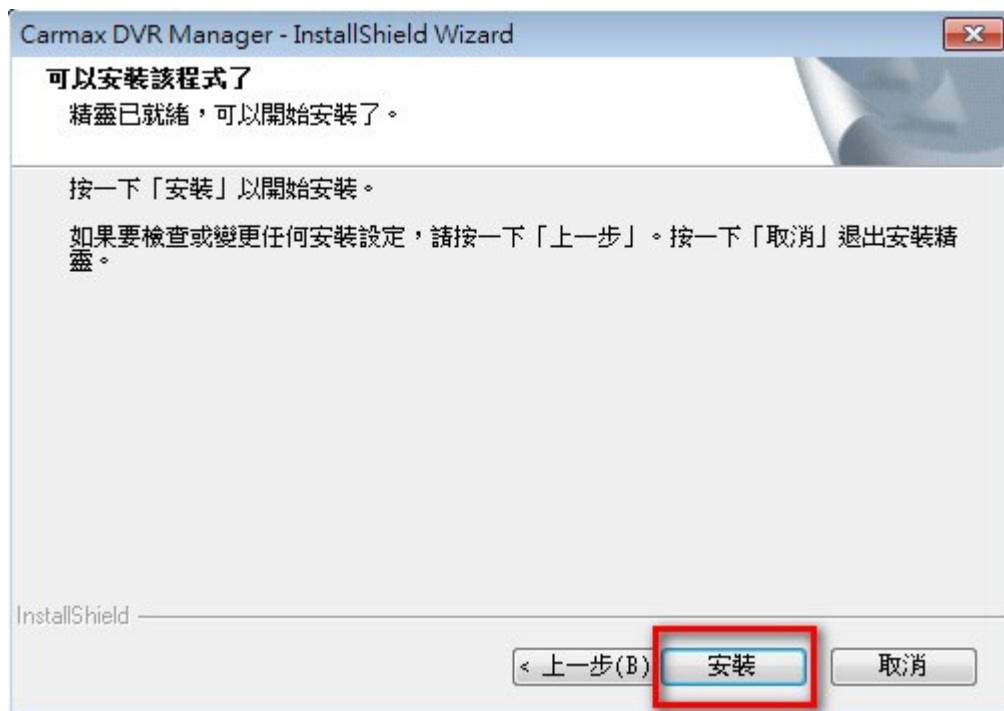 Carmax DVR Manager - InstallShield Wizard
可以安裝該程式了
精靈已就緒，可以開始安裝了。
按一下「安裝」以開始安裝。
如果要檢查或變更任何安裝設定，請按一下「上一步」。按一下「取消」退出安裝精
靈。
InstallShield
< 上一步(B) 安裝 取消